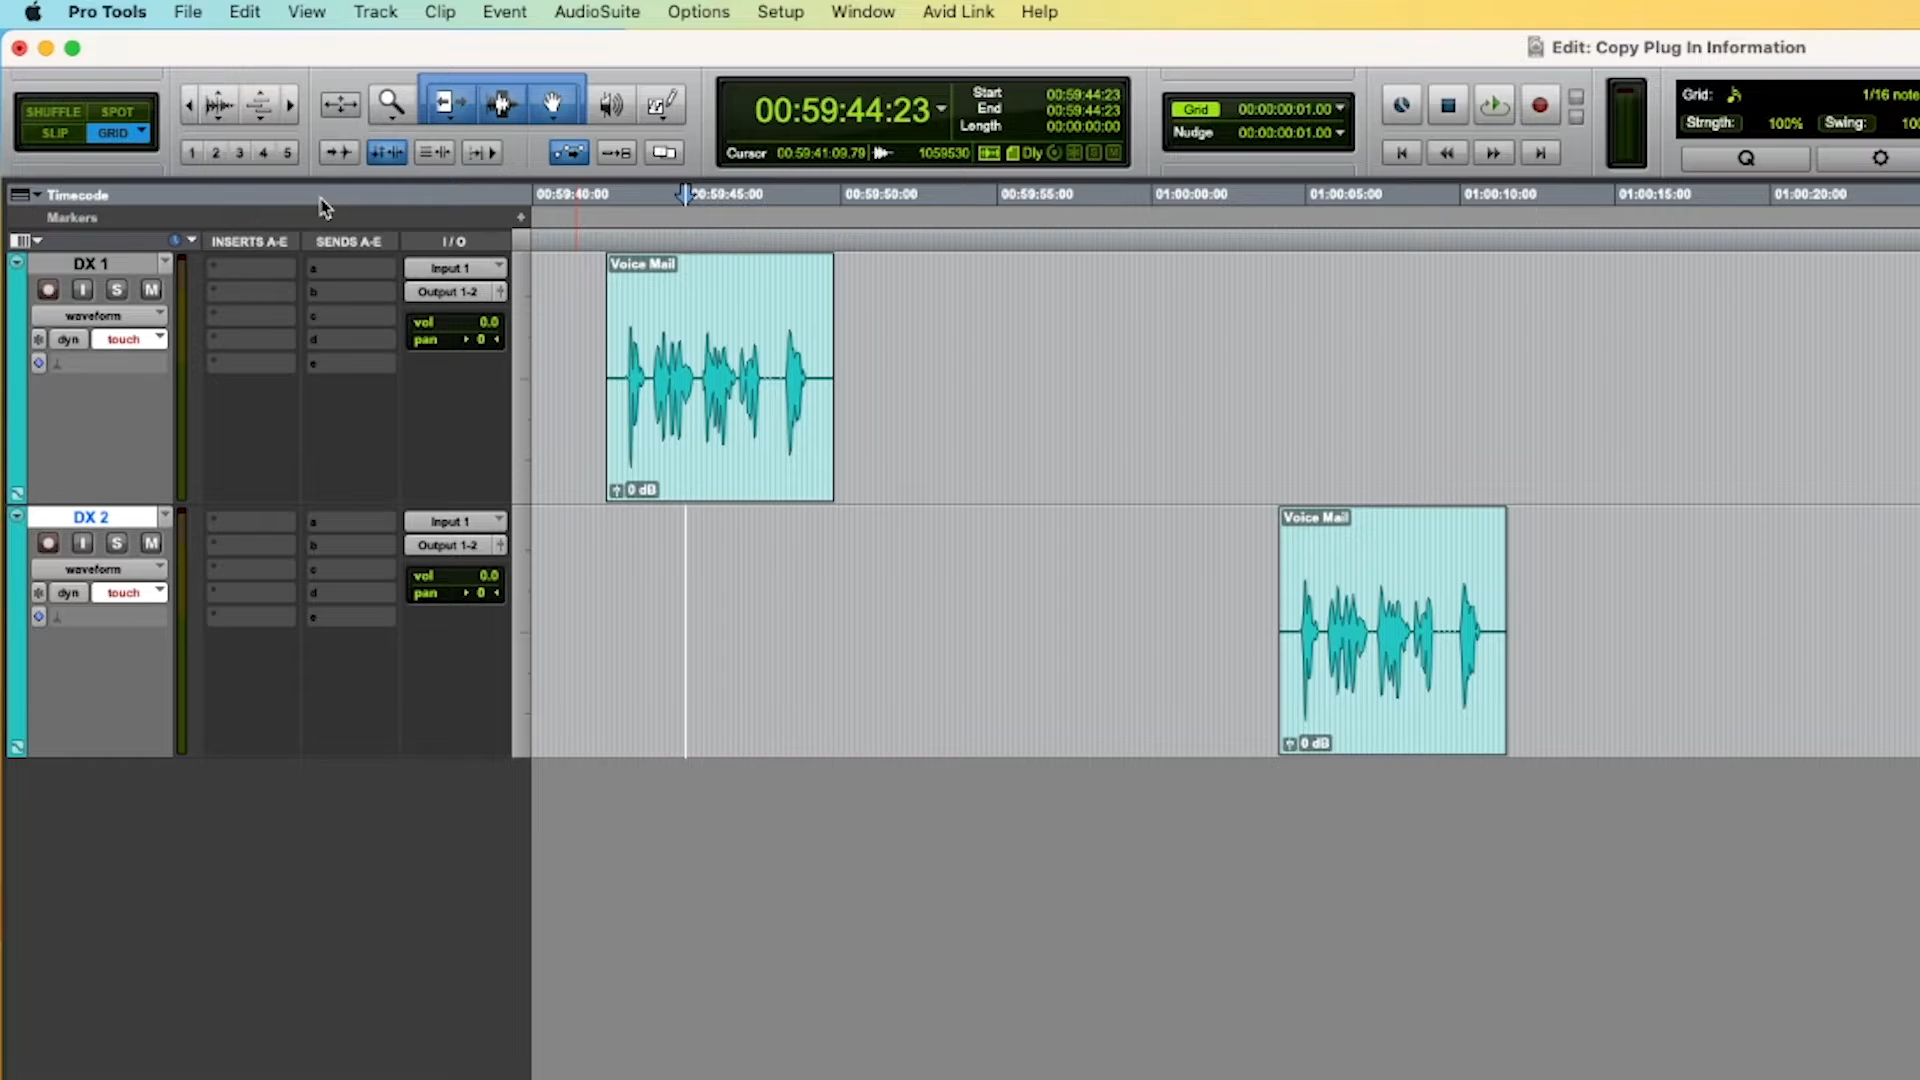 Pro Tools File Edit View Track Clip Event AudioSuite Options Setup Window Avid Link Help
Edit: Copy Plug In Information
SHUFFLE SPOT
SLIP GRID
1 2 3 4 5
00:59:44:23
Start 00:59:44:23
End 00:59:44:23
Length 00:00:00:00
Cursor 00:59:41:09.79 1059530 Dly
Grid 00:00:00:01.00
Nudge 00:00:00:01.00
Grid: 1/16 note
Strngth: 100% Swing: 100
Timecode 00:59:40:00 00:59:45:00 00:59:50:00 00:59:55:00 01:00:00:00 01:00:05:00 01:00:10:00 01:00:15:00 01:00:20:00
Markers
INSERTS A-E SENDS A-E I / O
DX 1
I S M
waveform
dyn touch
a
b
c
d
e
Input 1
Output 1-2
vol 0.0
pan 0
Voice Mail
0 dB
DX 2
I S M
waveform
dyn touch
a
b
c
d
e
Input 1
Output 1-2
vol 0.0
pan 0
Voice Mail
0 dB